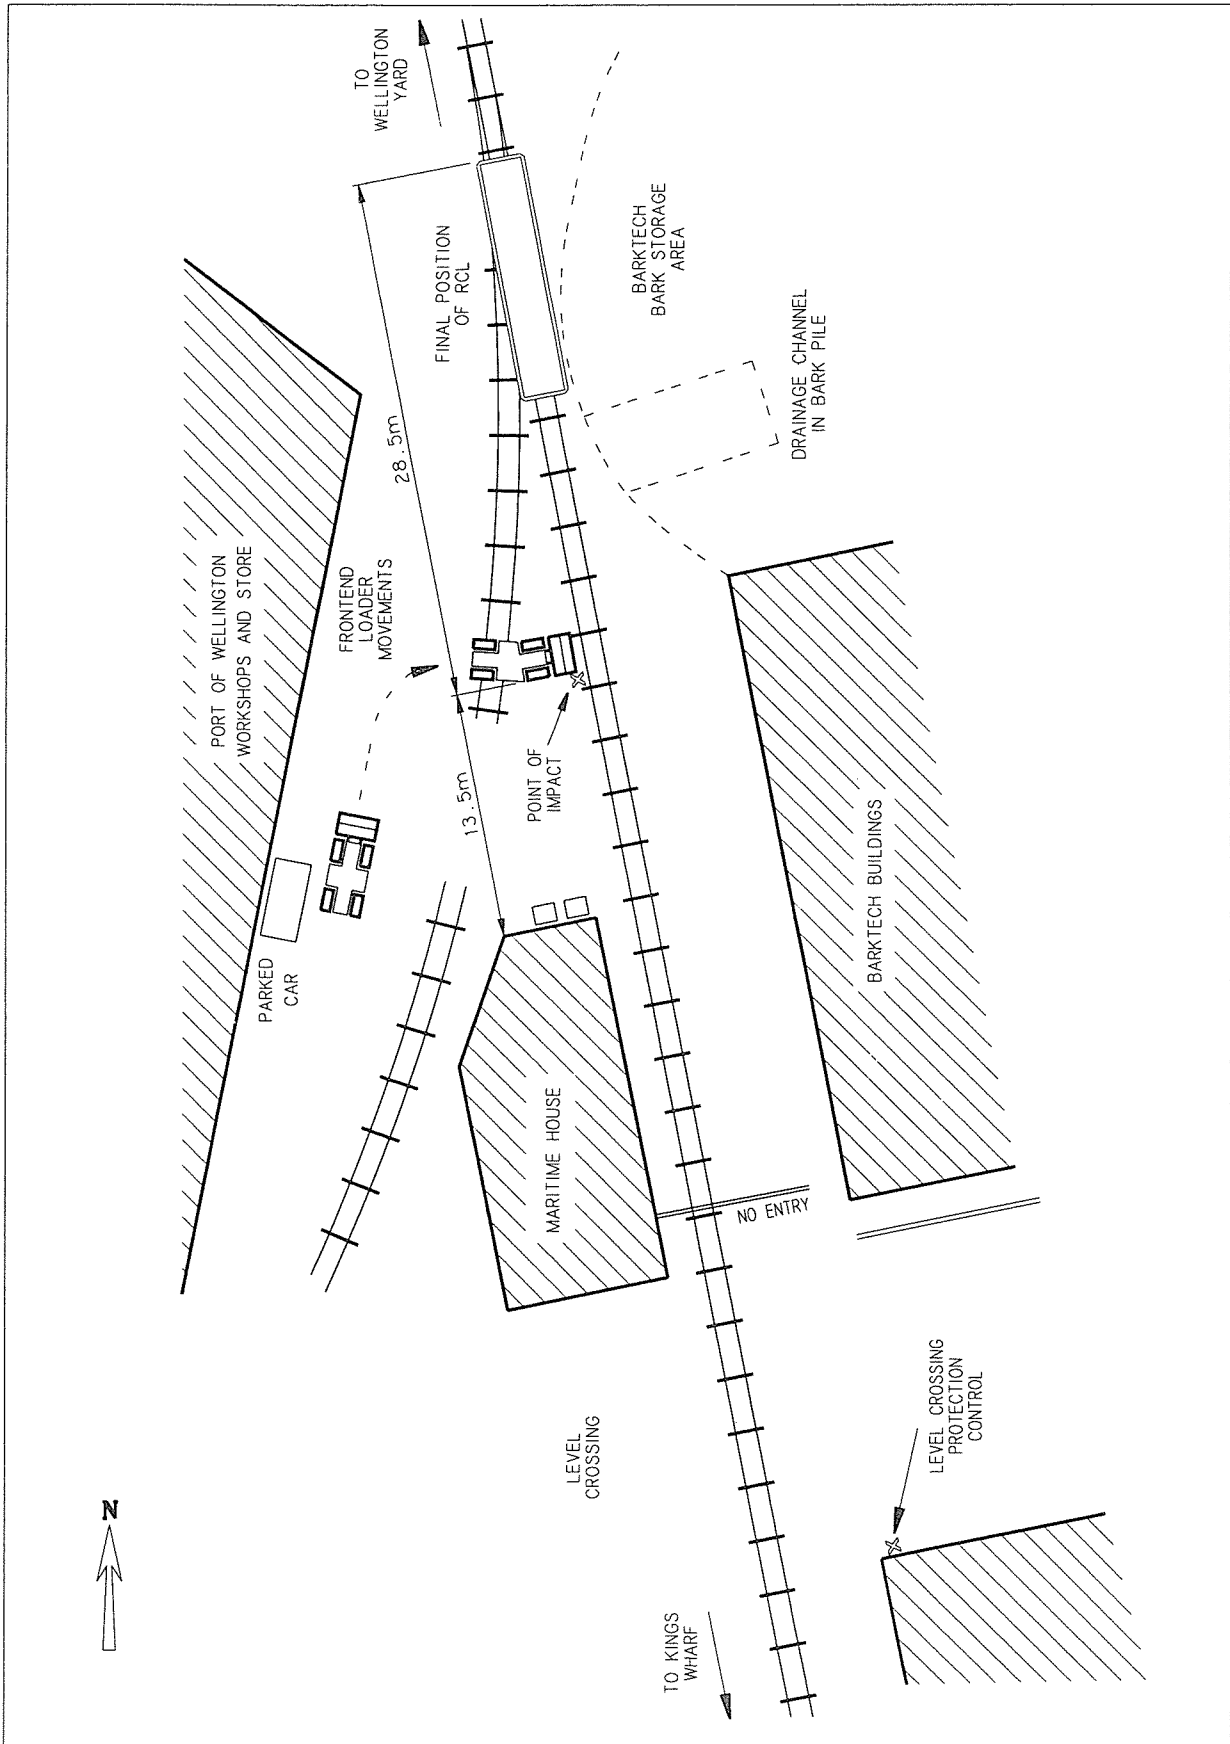 TO
WELLINGTON
YARD
FINAL POSITION
OF RCL
BARKTECH
BARK STORAGE
AREA
DRAINAGE CHANNEL
IN BARK PILE
28.5m
PORT OF WELLINGTON
WORKSHOPS AND STORE
FRONTEND
LOADER
MOVEMENTS
POINT OF
IMPACT
13.5m
PARKED
CAR
BARKTECH BUILDINGS
MARITIME HOUSE
NO ENTRY
LEVEL
CROSSING
LEVEL CROSSING
PROTECTION
CONTROL
N
TO KINGS
WHARF